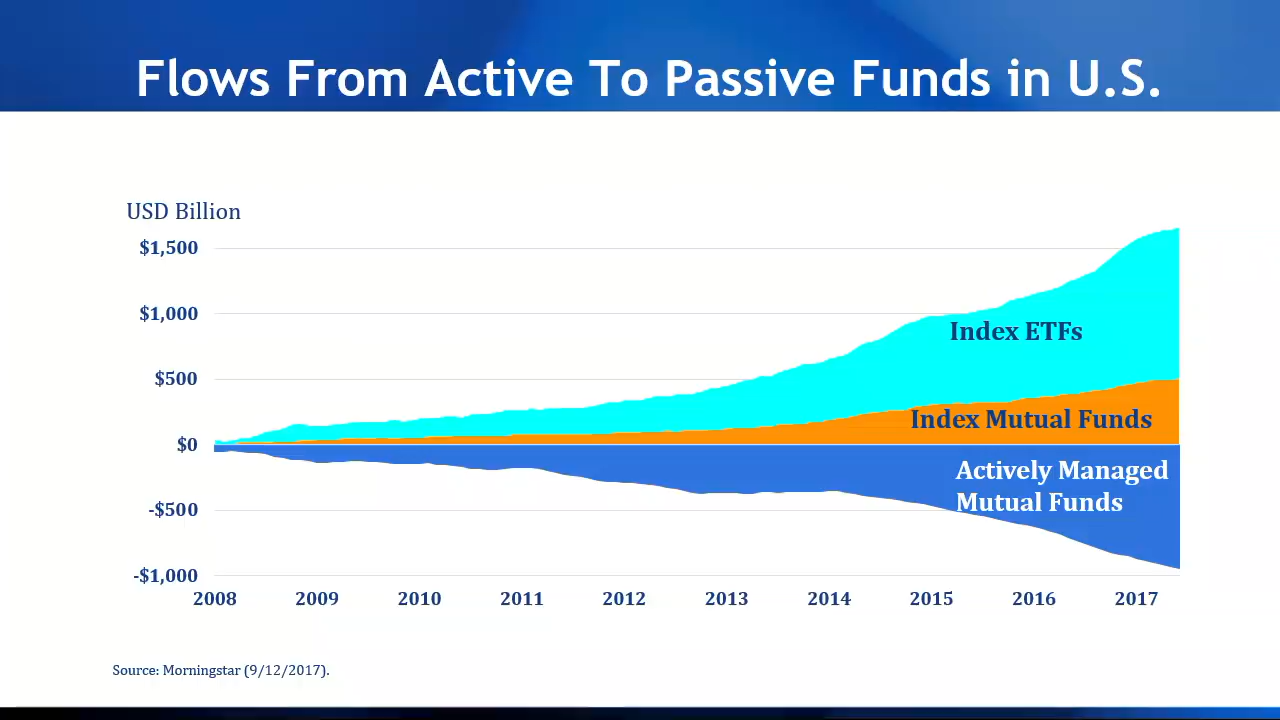 Flows From Active To Passive Funds in U.S.
USD Billion
$1,500
$1,000
$500
$0
-$500
-$1,000
Index ETFs
Index Mutual Funds
Actively Managed
Mutual Funds
2008 2009 2010 2011 2012 2013 2014 2015 2016 2017
Source: Morningstar (9/12/2017).